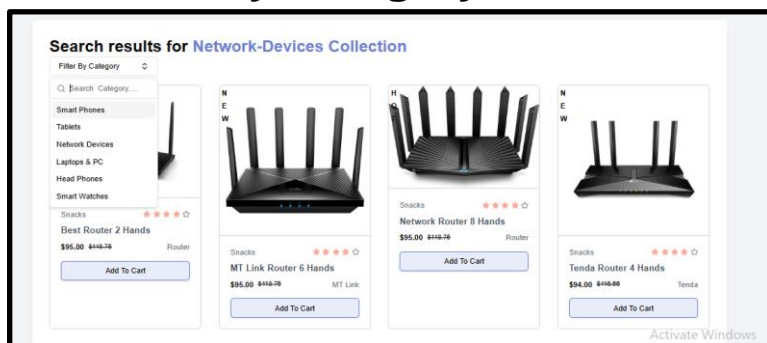 Search results for Network-Devices Collection
Filter By Category
Search Category....
Smart Phones
Tablets
Network Devices
Laptops & PC
Head Phones
Smart Watches
Snacks
Best Router 2 Hands
$95.00 $118.76 Router
Add To Cart
N
E
W
Snacks
MT Link Router 6 Hands
$95.00 $118.76 MT Link
Add To Cart
H
Snacks
Network Router 8 Hands
$95.00 $118.76 Router
Add To Cart
N
E
W
Snacks
Tenda Router 4 Hands
$94.00 Tenda
Add To Cart
Activate Windows